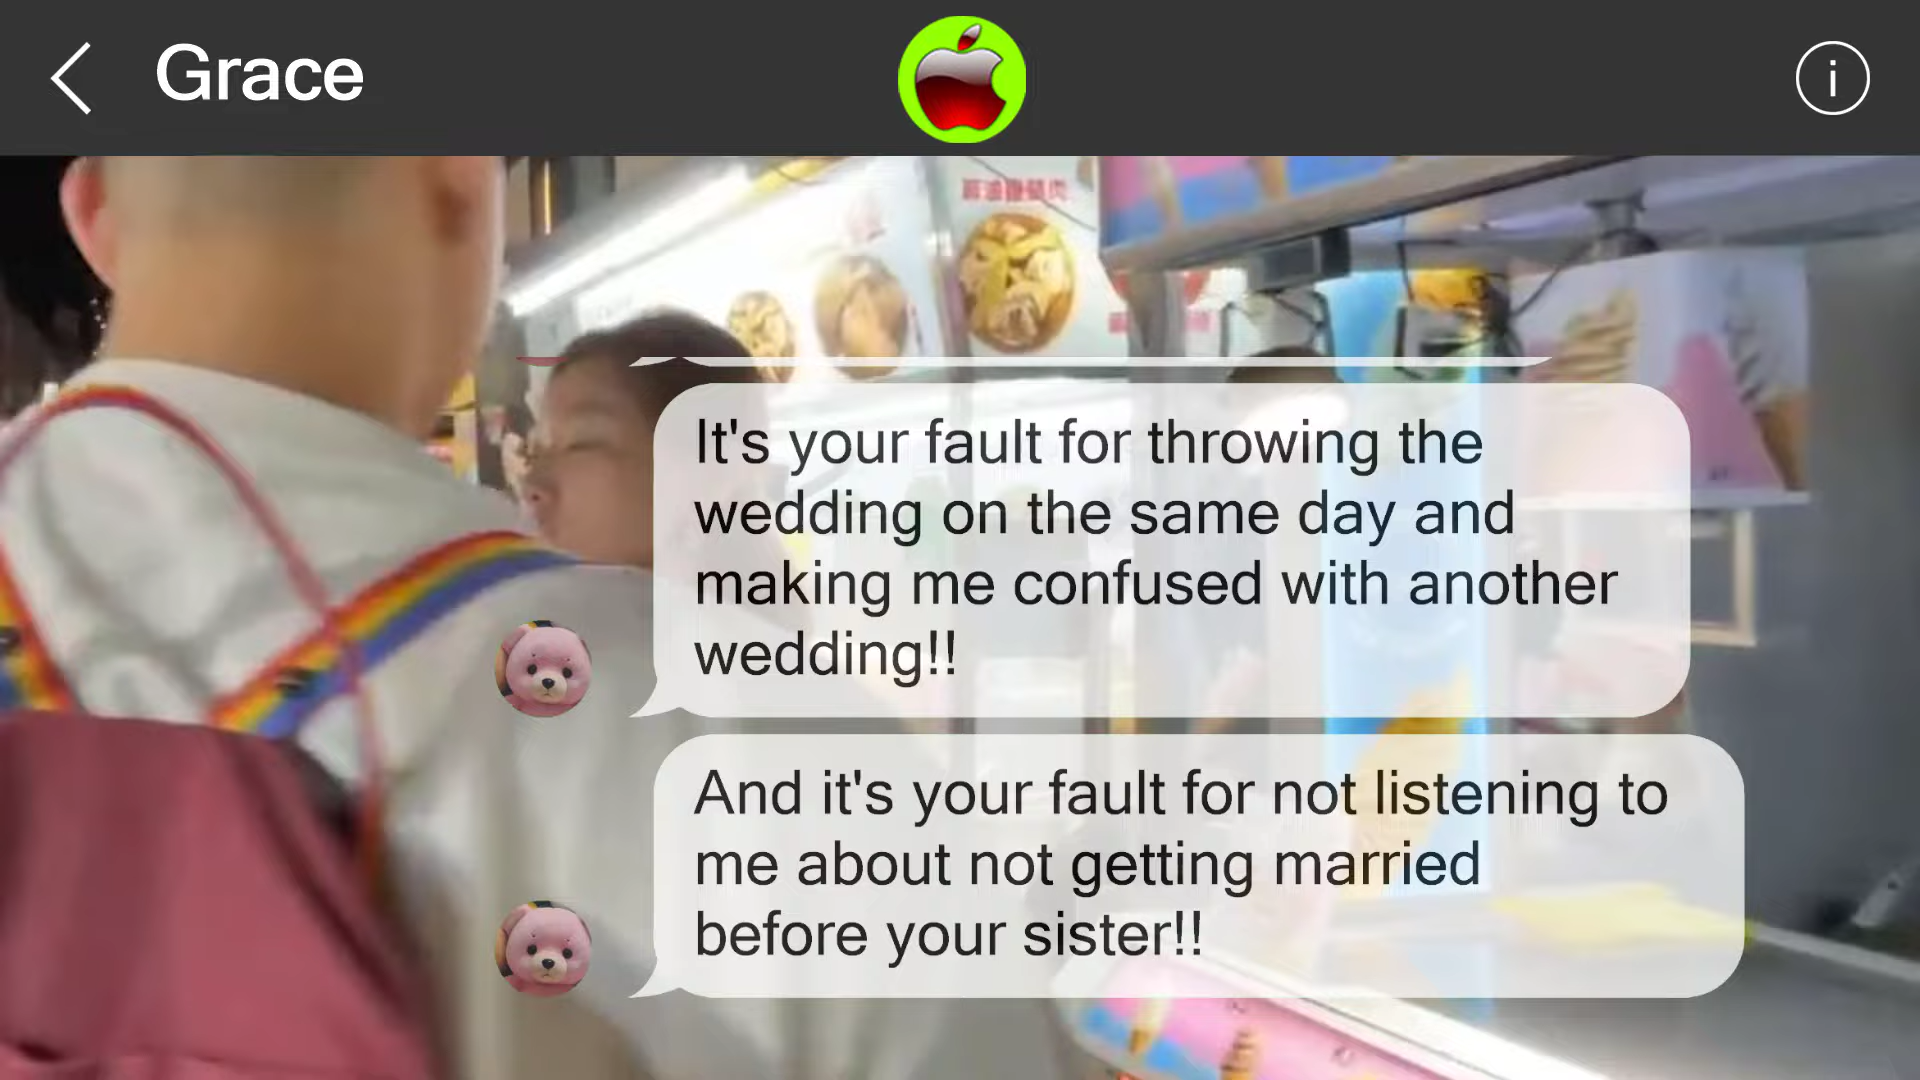 Grace
It's your fault for throwing the
wedding on the same day and
making me confused with another
wedding!!
And it's your fault for not listening to
me about not getting married
before your sister!!